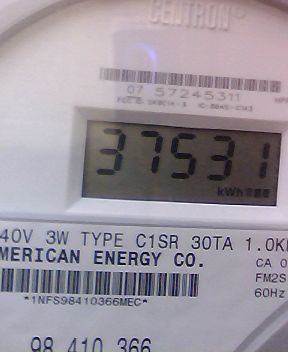 CENTRON®
07 57245311
37531
kWh
40V 3W TYPE C1SR 30TA 1.0K
MERICAN ENERGY CO.
CA 0
FM2S
60Hz
*1NFS98410366MEC*
98 410 366